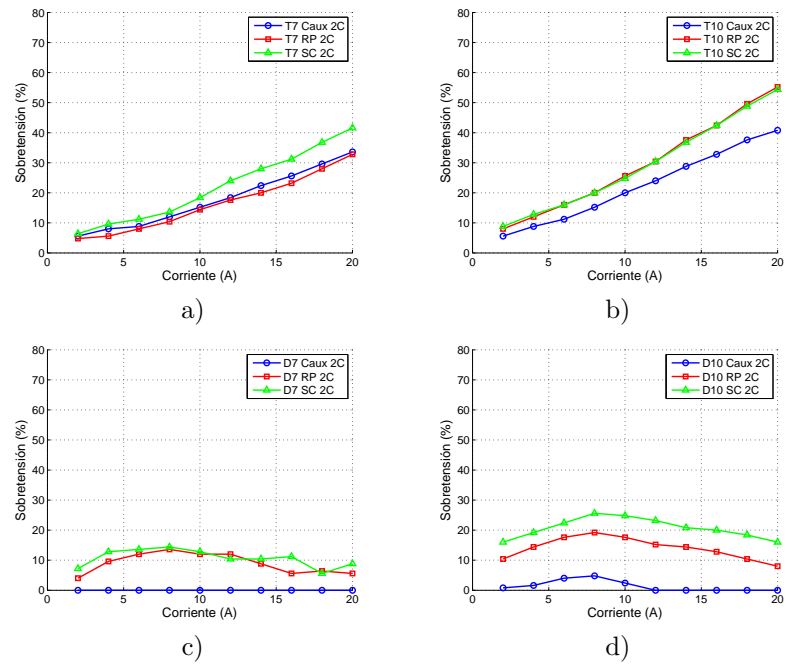 80
70
60
50
40
30
20
10
0
Sobretensión (%)
0 5 10 15 20
Corriente (A)
T7 Caux 2C
T7 RP 2C
T7 SC 2C
a)
80
70
60
50
40
30
20
10
0
Sobretensión (%)
0 5 10 15 20
Corriente (A)
T10 Caux 2C
T10 RP 2C
T10 SC 2C
b)
80
70
60
50
40
30
20
10
0
Sobretensión (%)
0 5 10 15 20
Corriente (A)
D7 Caux 2C
D7 RP 2C
D7 SC 2C
c)
80
70
60
50
40
30
20
10
0
Sobretensión (%)
0 5 10 15 20
Corriente (A)
D10 Caux 2C
D10 RP 2C
D10 SC 2C
d)